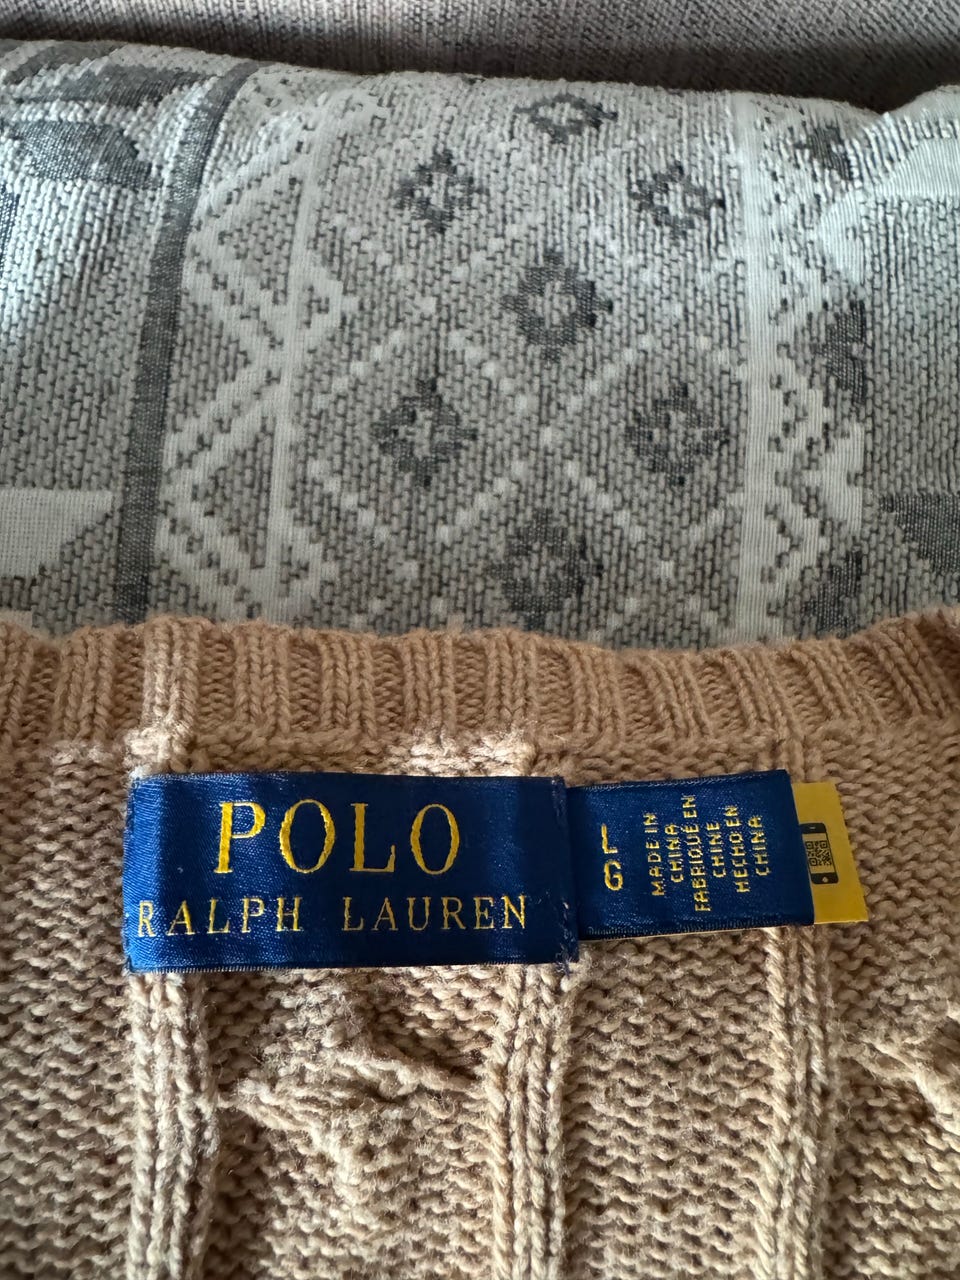 POLO
RALPH LAUREN
L
G
MADE IN
CHINA
FABRIQUÉ EN
CHINE
HECHO EN
CHINA